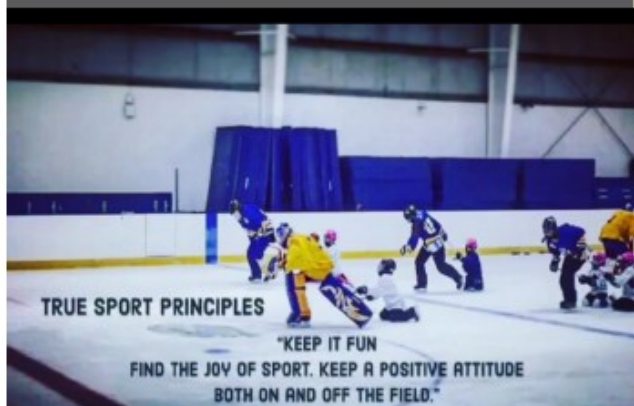 TRUE SPORT PRINCIPLES
"KEEP IT FUN
FIND THE JOY OF SPORT. KEEP A POSITIVE ATTITUDE
BOTH ON AND OFF THE FIELD."